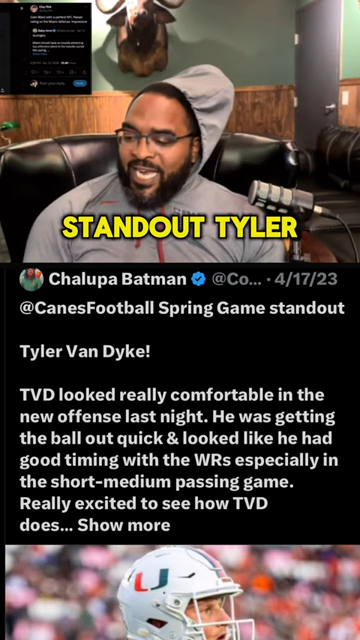 STANDOUT TYLER
Chalupa Batman @Co... · 4/17/23
@CanesFootball Spring Game standout
Tyler Van Dyke!
TVD looked really comfortable in the
new offense last night. He was getting
the ball out quick & looked like he had
good timing with the WRs especially in
the short-medium passing game.
Really excited to see how TVD
does... Show more